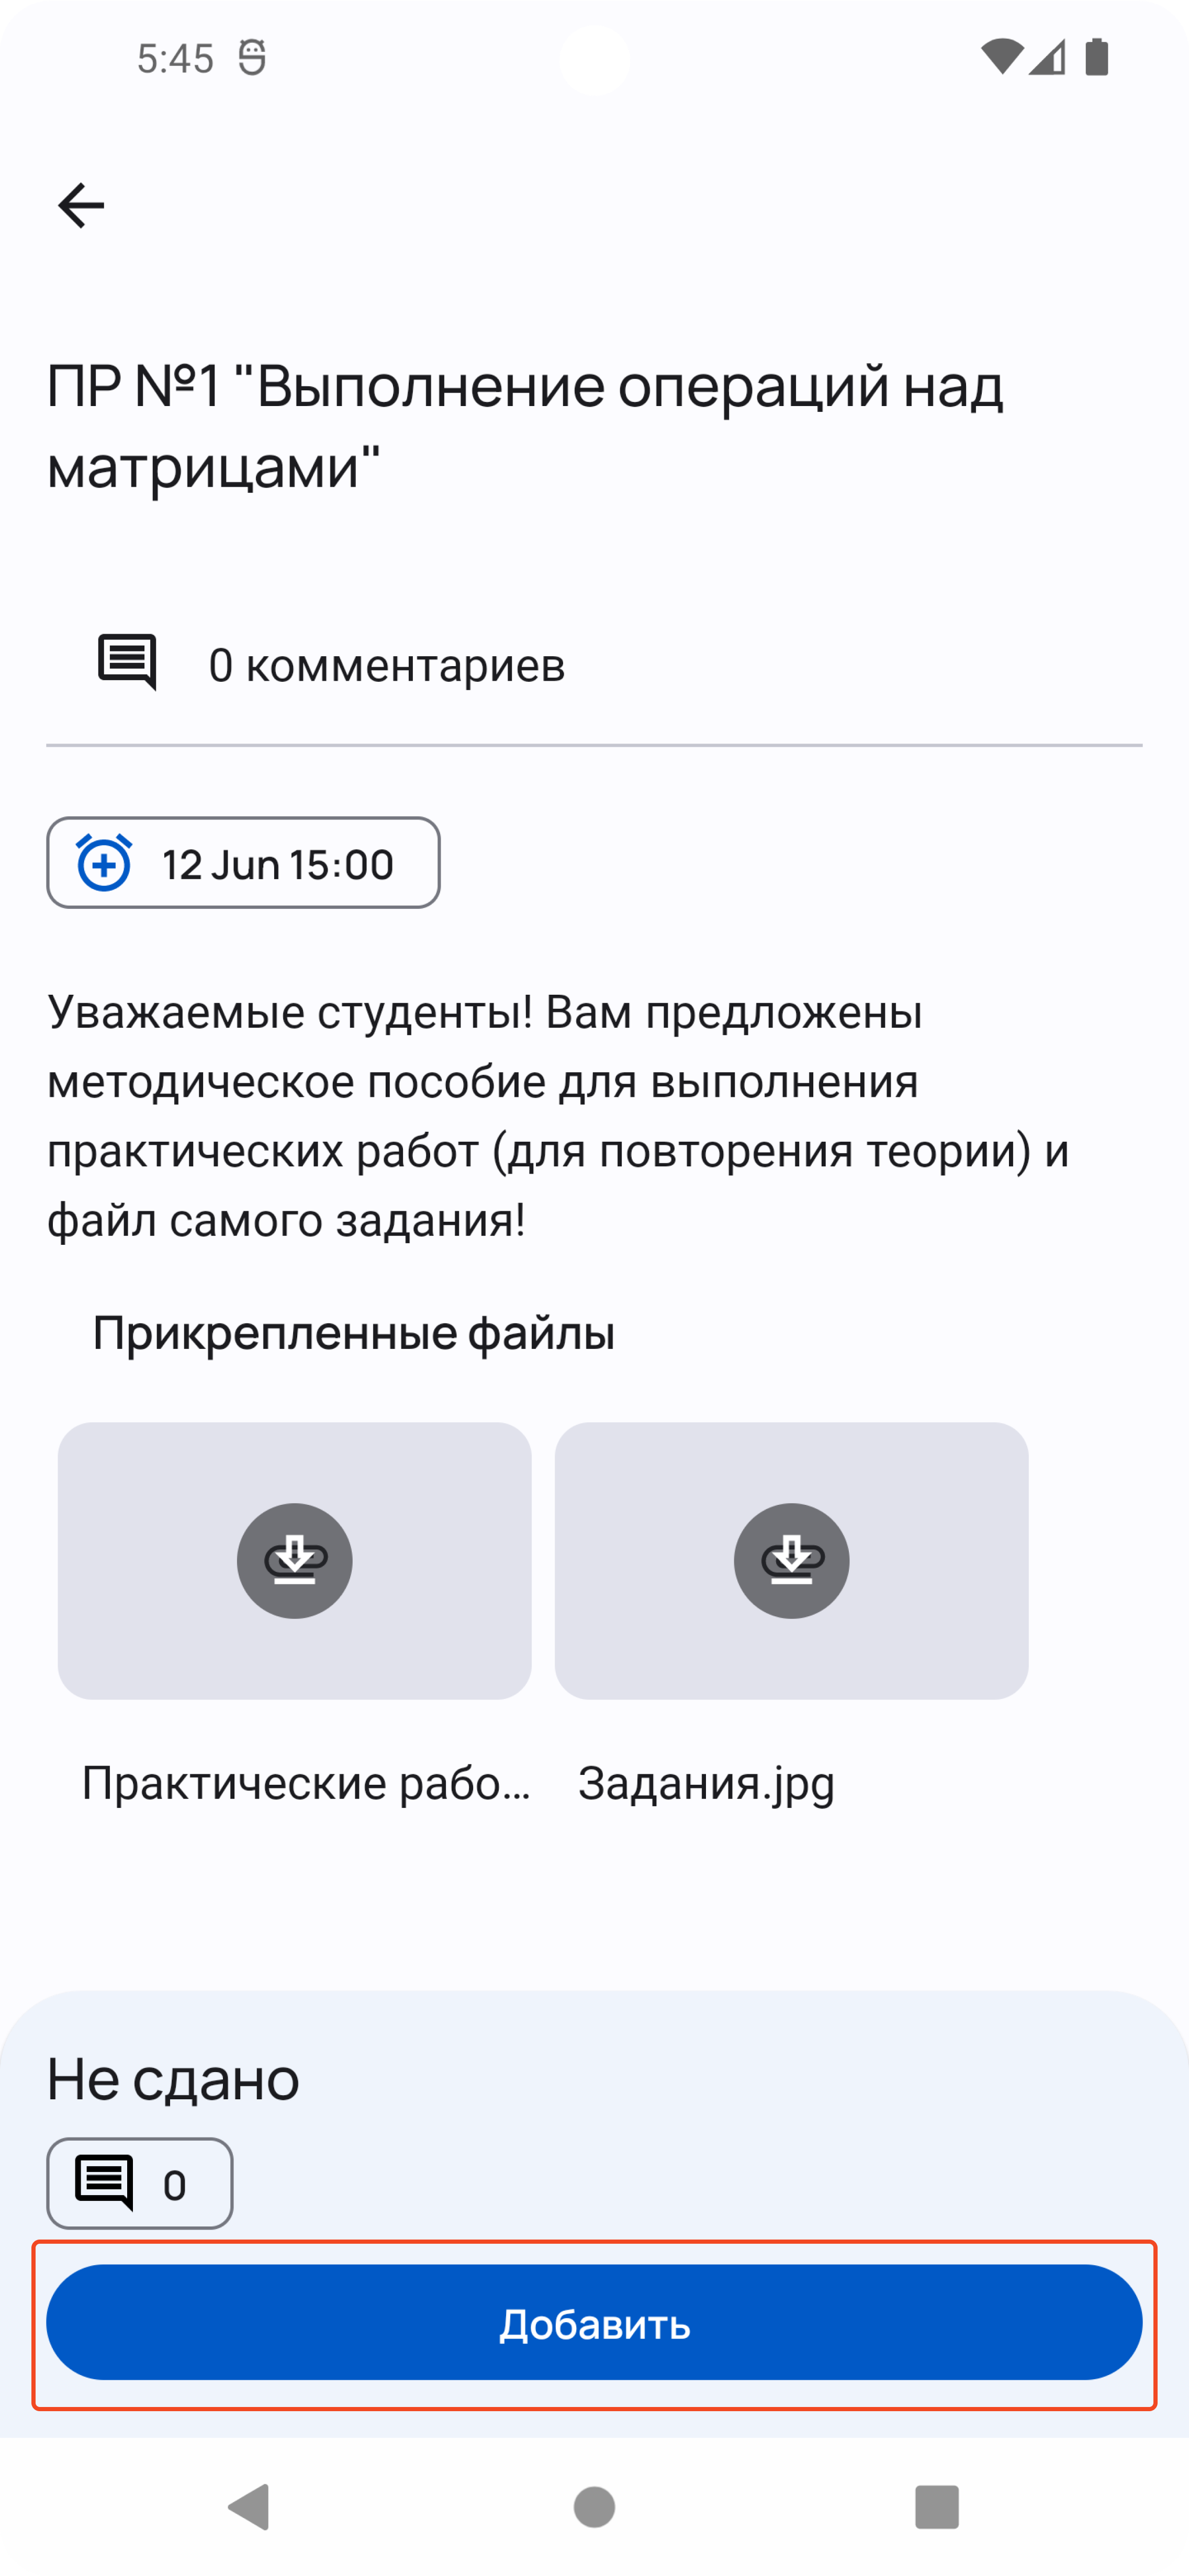 5:45
ПР №1 "Выполнение операций над
матрицами"
0 комментариев
12 Jun 15:00
Уважаемые студенты! Вам предложены
методическое пособие для выполнения
практических работ (для повторения теории) и
файл самого задания!
Прикрепленные файлы
Практические рабо...
Задания.jpg
Не сдано
0
Добавить